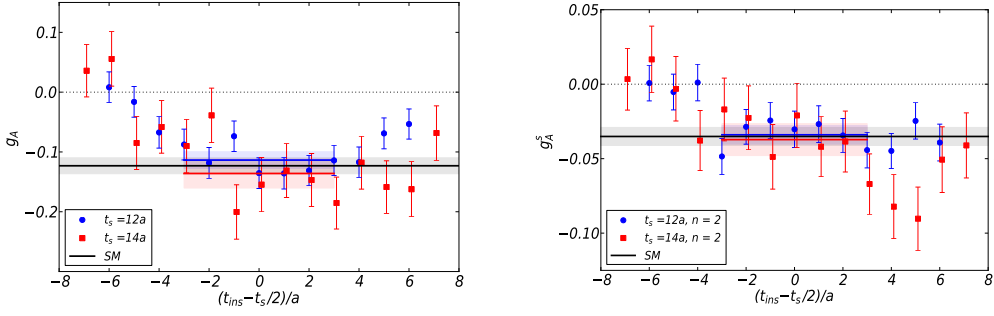 0.1
0.0
−0.1
−0.2
g_A
t_s =12a
t_s =14a
SM
−8 −6 −4 −2 0 2 4 6 8
(t_ins−t_s/2)/a
0.05
0.00
−0.05
−0.10
g_A^s
t_s =12a, n = 2
t_s =14a, n = 2
SM
−8 −6 −4 −2 0 2 4 6 8
(t_ins−t_s/2)/a